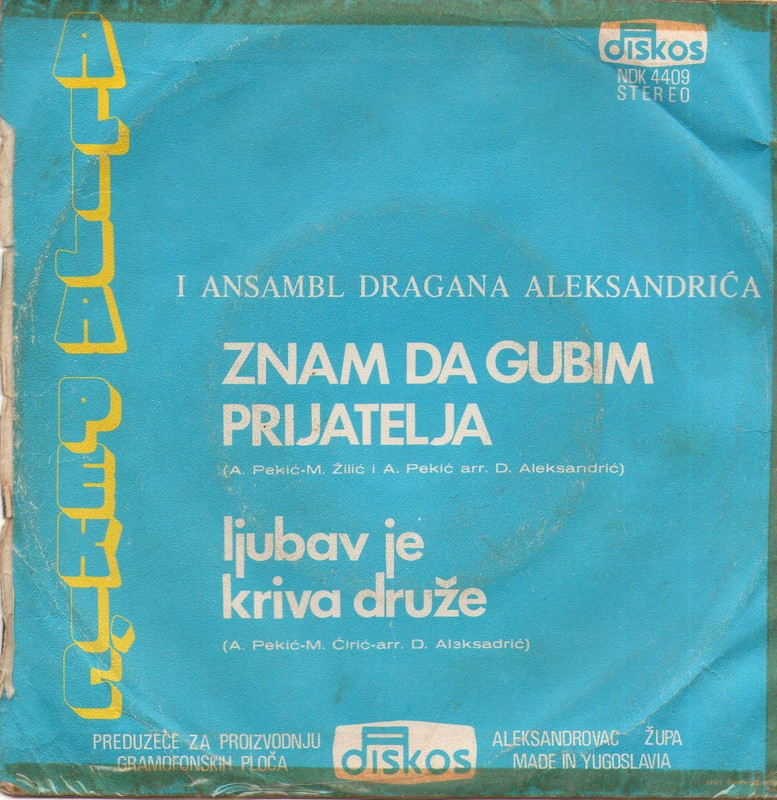 PEKIĆ
diskos
NDK 4409
STEREO
I ANSAMBL DRAGANA ALEKSANDRIĆA
ZNAM DA GUBIM
PRIJATELJA
(A. Pekić-M. Žilić i A. Pekić arr. D. Aleksandrić)
ljubav je
kriva druže
(A. Pekić-M. Ćirić-arr. D. Aleksadrić)
PREDUZEĆE ZA PROIZVODNJU
GRAMOFONSKIH PLOČA
diskos
ALEKSANDROVAC ŽUPA
MADE IN YUGOSLAVIA